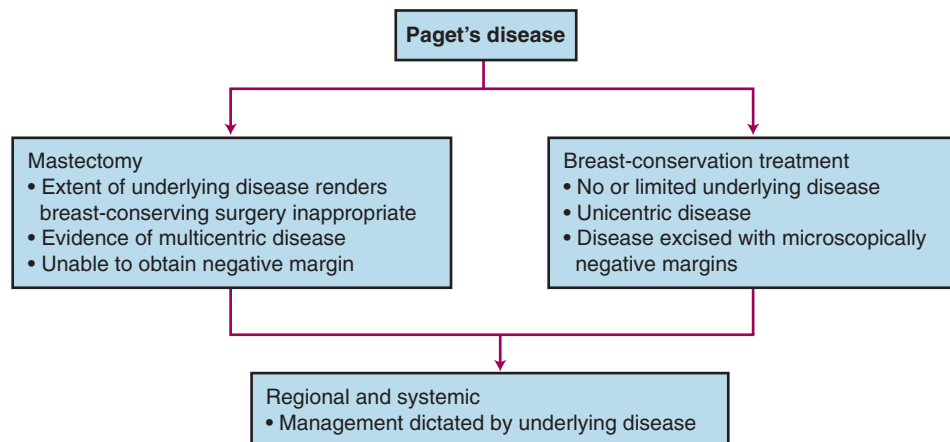 Paget's disease
Mastectomy
• Extent of underlying disease renders
breast-conserving surgery inappropriate
• Evidence of multicentric disease
• Unable to obtain negative margin
Breast-conservation treatment
• No or limited underlying disease
• Unicentric disease
• Disease excised with microscopically
negative margins
Regional and systemic
• Management dictated by underlying disease